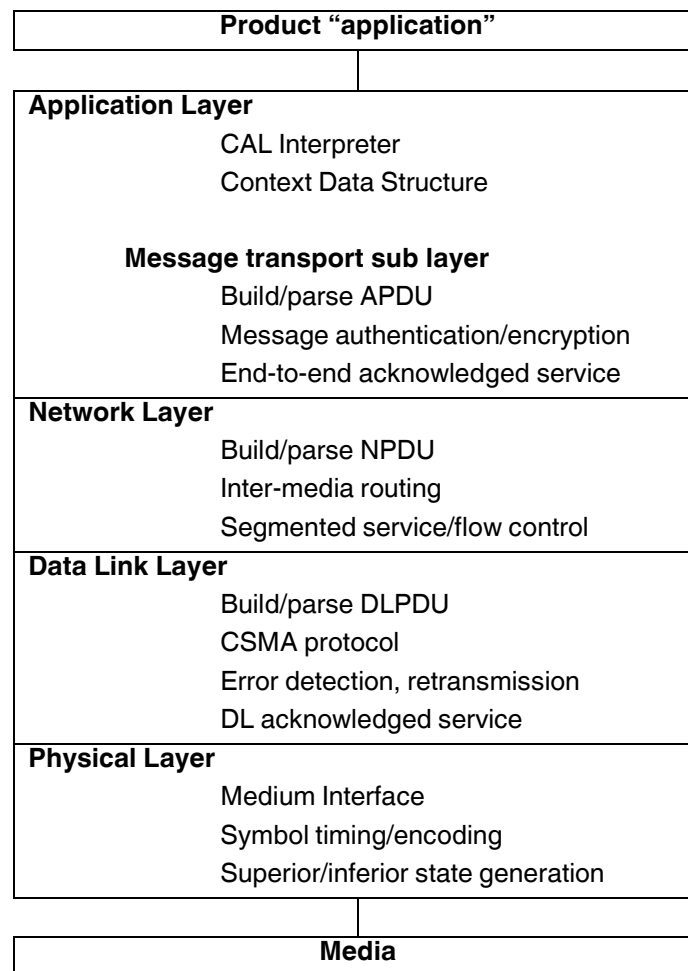 Product “application”
Application Layer
CAL Interpreter
Context Data Structure
Message transport sub layer
Build/parse APDU
Message authentication/encryption
End-to-end acknowledged service
Network Layer
Build/parse NPDU
Inter-media routing
Segmented service/flow control
Data Link Layer
Build/parse DLPDU
CSMA protocol
Error detection, retransmission
DL acknowledged service
Physical Layer
Medium Interface
Symbol timing/encoding
Superior/inferior state generation
Media